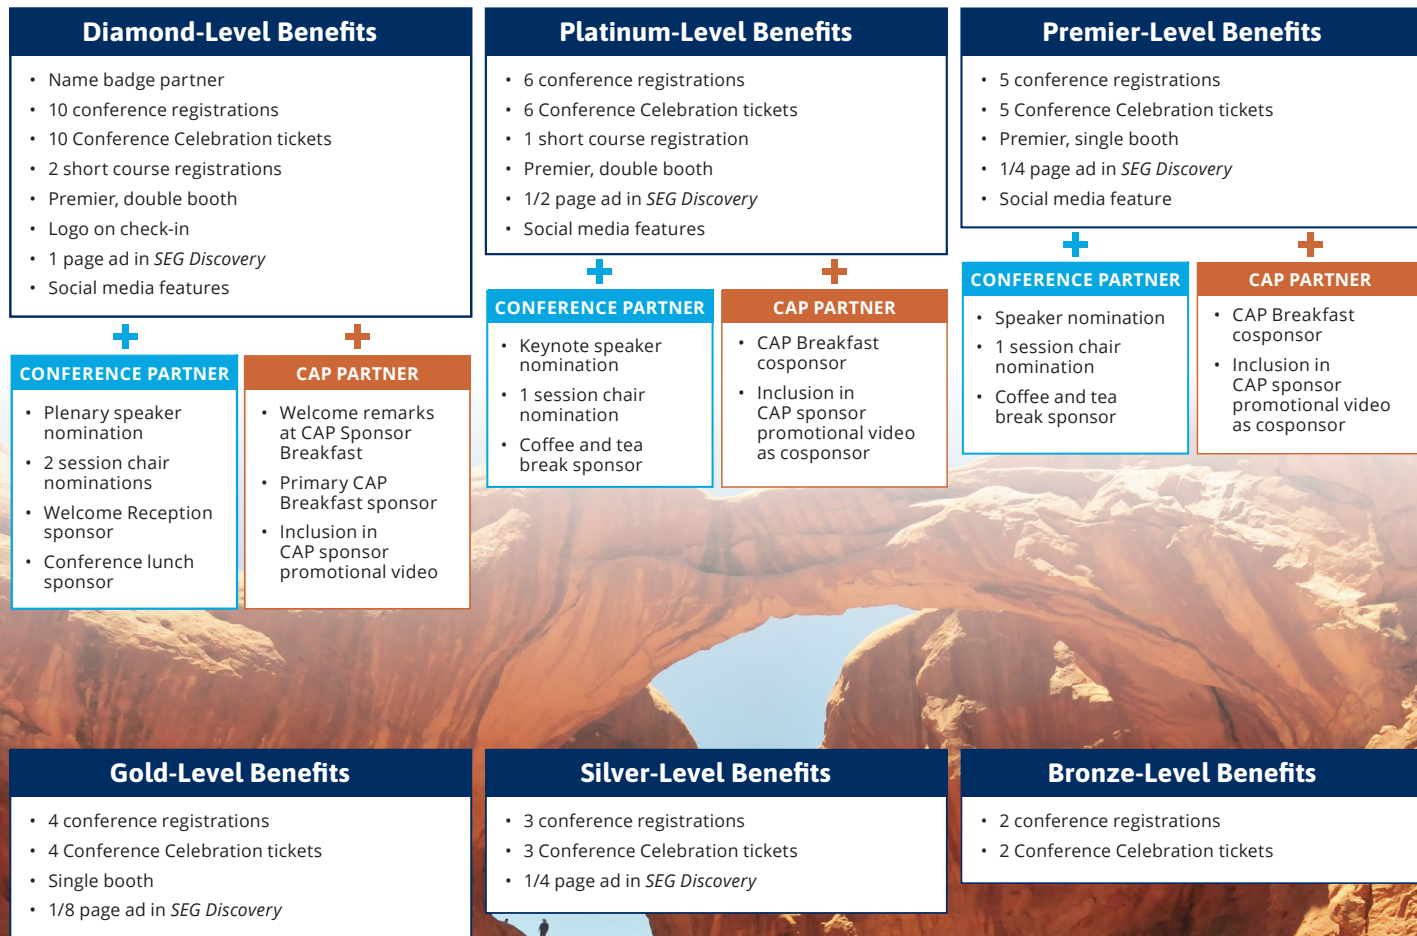 Diamond-Level Benefits
• Name badge partner
• 10 conference registrations
• 10 Conference Celebration tickets
• 2 short course registrations
• Premier, double booth
• Logo on check-in
• 1 page ad in SEG Discovery
• Social media features
CONFERENCE PARTNER
• Plenary speaker
nomination
• 2 session chair
nominations
• Welcome Reception
sponsor
• Conference lunch
sponsor
CAP PARTNER
• Welcome remarks
at CAP Sponsor
Breakfast
• Primary CAP
Breakfast sponsor
• Inclusion in
CAP sponsor
promotional video
Platinum-Level Benefits
• 6 conference registrations
• 6 Conference Celebration tickets
• 1 short course registration
• Premier, double booth
• 1/2 page ad in SEG Discovery
• Social media features
CONFERENCE PARTNER
• Keynote speaker
nomination
• 1 session chair
nomination
• Coffee and tea
break sponsor
CAP PARTNER
• CAP Breakfast
cosponsor
• Inclusion in
CAP sponsor
promotional video
as cosponsor
Premier-Level Benefits
• 5 conference registrations
• 5 Conference Celebration tickets
• Premier, single booth
• 1/4 page ad in SEG Discovery
• Social media feature
CONFERENCE PARTNER
• Speaker nomination
• 1 session chair
nomination
• Coffee and tea
break sponsor
CAP PARTNER
• CAP Breakfast
cosponsor
• Inclusion in
CAP sponsor
promotional video
as cosponsor
Gold-Level Benefits
• 4 conference registrations
• 4 Conference Celebration tickets
• Single booth
• 1/8 page ad in SEG Discovery
Silver-Level Benefits
• 3 conference registrations
• 3 Conference Celebration tickets
• 1/4 page ad in SEG Discovery
Bronze-Level Benefits
• 2 conference registrations
• 2 Conference Celebration tickets